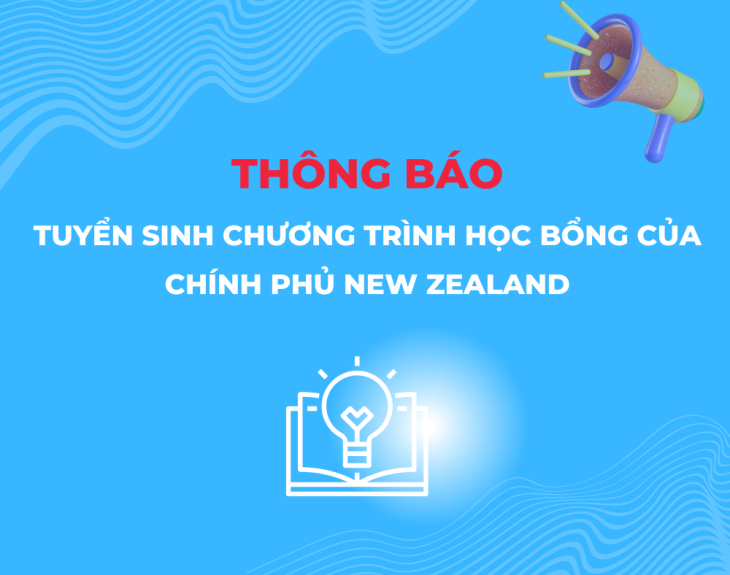 THÔNG BÁO
TUYỂN SINH CHƯƠNG TRÌNH HỌC BỔNG CỦA
CHÍNH PHỦ NEW ZEALAND